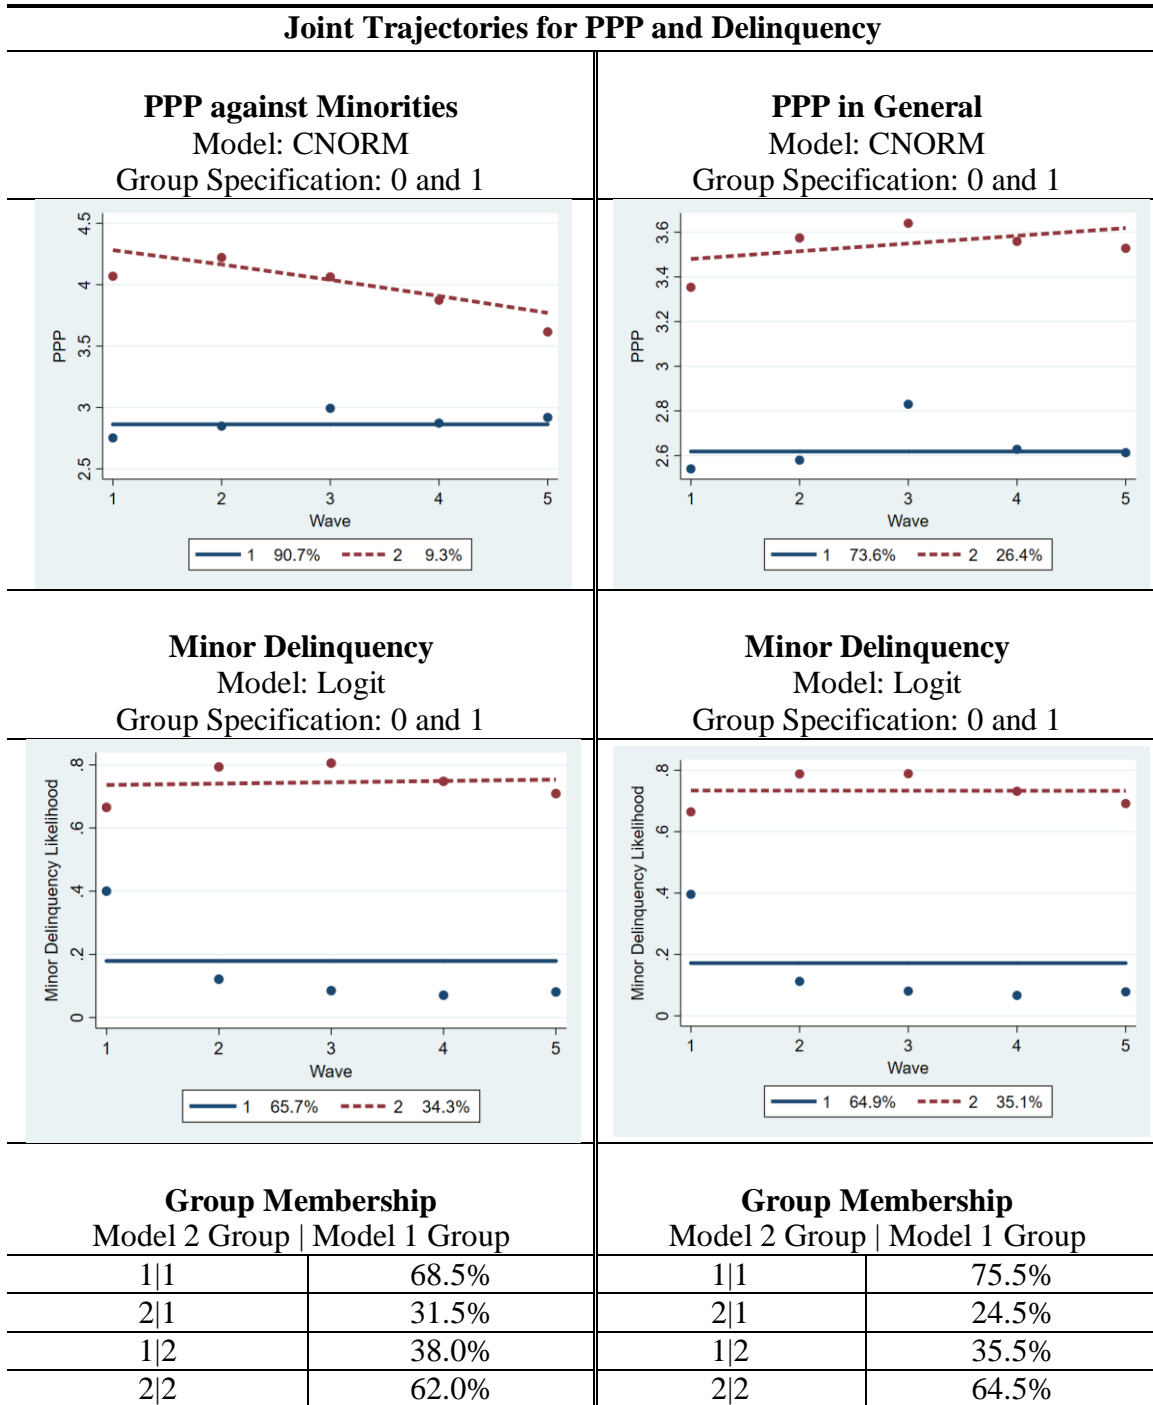 Joint Trajectories for PPP and Delinquency
PPP against Minorities
Model: CNORM
Group Specification: 0 and 1
PPP in General
Model: CNORM
Group Specification: 0 and 1
4.5
4
3.5
3
2.5
PPP
1 2 3 4 5
Wave
1 90.7% 2 9.3%
3.6
3.4
3.2
3
2.8
2.6
PPP
1 2 3 4 5
Wave
1 73.6% 2 26.4%
Minor Delinquency
Model: Logit
Group Specification: 0 and 1
Minor Delinquency
Model: Logit
Group Specification: 0 and 1
.8
.6
.4
.2
0
Minor Delinquency Likelihood
1 2 3 4 5
Wave
1 65.7% 2 34.3%
.8
.6
.4
.2
0
Minor Delinquency Likelihood
1 2 3 4 5
Wave
1 64.9% 2 35.1%
Group Membership
Model 2 Group | Model 1 Group
Group Membership
Model 2 Group | Model 1 Group
1|1 68.5% 1|1 75.5%
2|1 31.5% 2|1 24.5%
1|2 38.0% 1|2 35.5%
2|2 62.0% 2|2 64.5%